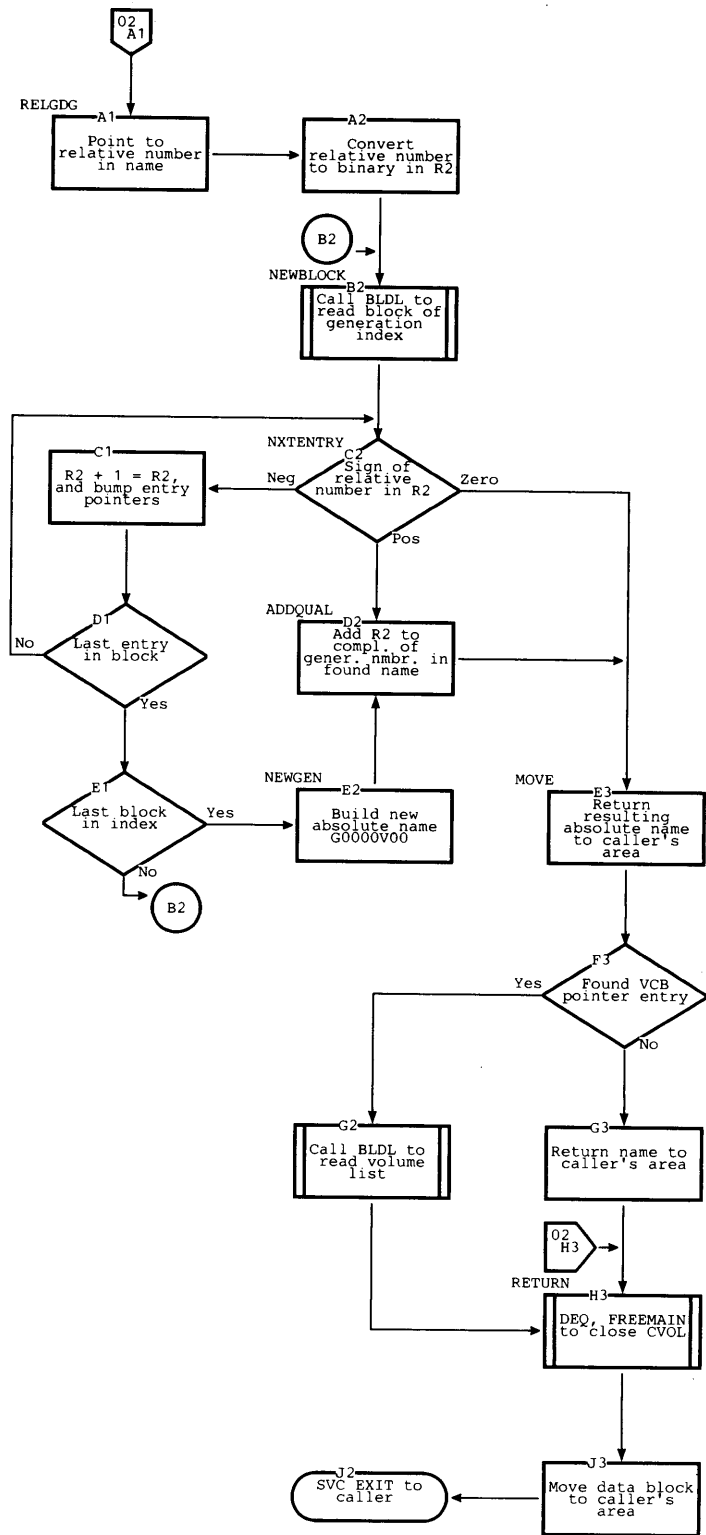 02
A1
RELGDG
A1
Point to
relative number
in name
A2
Convert
relative number
to binary in R2
B2
NEWBLOCK
B2
Call BLDL to
read block of
generation
index
NXTENTRY
C2
Sign of
relative
number in R2
Neg
Zero
Pos
C1
R2 + 1 = R2,
and bump entry
pointers
D1
Last entry
in block
No
Yes
ADDQUAL
D2
Add R2 to
compl. of
gener. nmbr. in
found name
E1
Last block
in index
Yes
No
B2
NEWGEN
E2
Build new
absolute name
G0000V00
MOVE
E3
Return
resulting
absolute name
to caller's
area
F3
Found VCB
pointer entry
Yes
No
G2
Call BLDL to
read volume
list
G3
Return name to
caller's area
02
H3
RETURN
H3
DEQ, FREEMAIN
to close CVOL
J3
Move data block
to caller's
area
J2
SVC EXIT to
caller